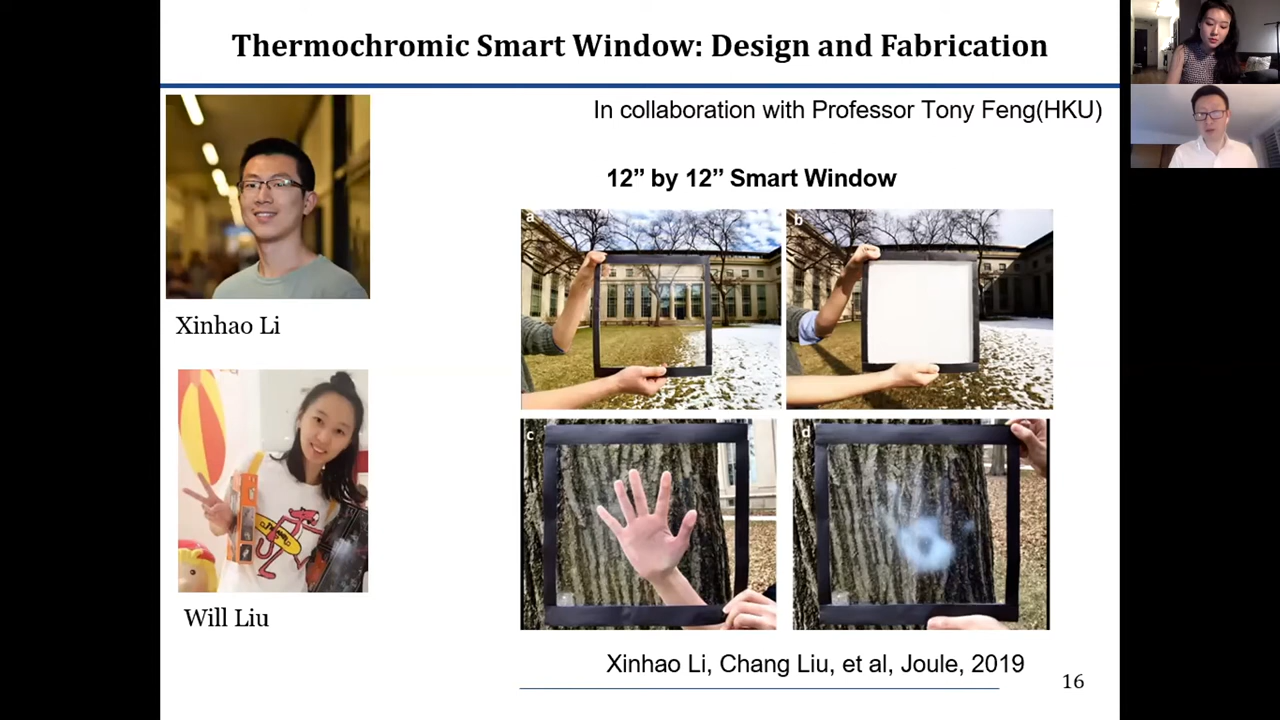 Thermochromic Smart Window: Design and Fabrication
In collaboration with Professor Tony Feng(HKU)
12” by 12” Smart Window
a
b
Xinhao Li
c
d
Will Liu
Xinhao Li, Chang Liu, et al, Joule, 2019
16